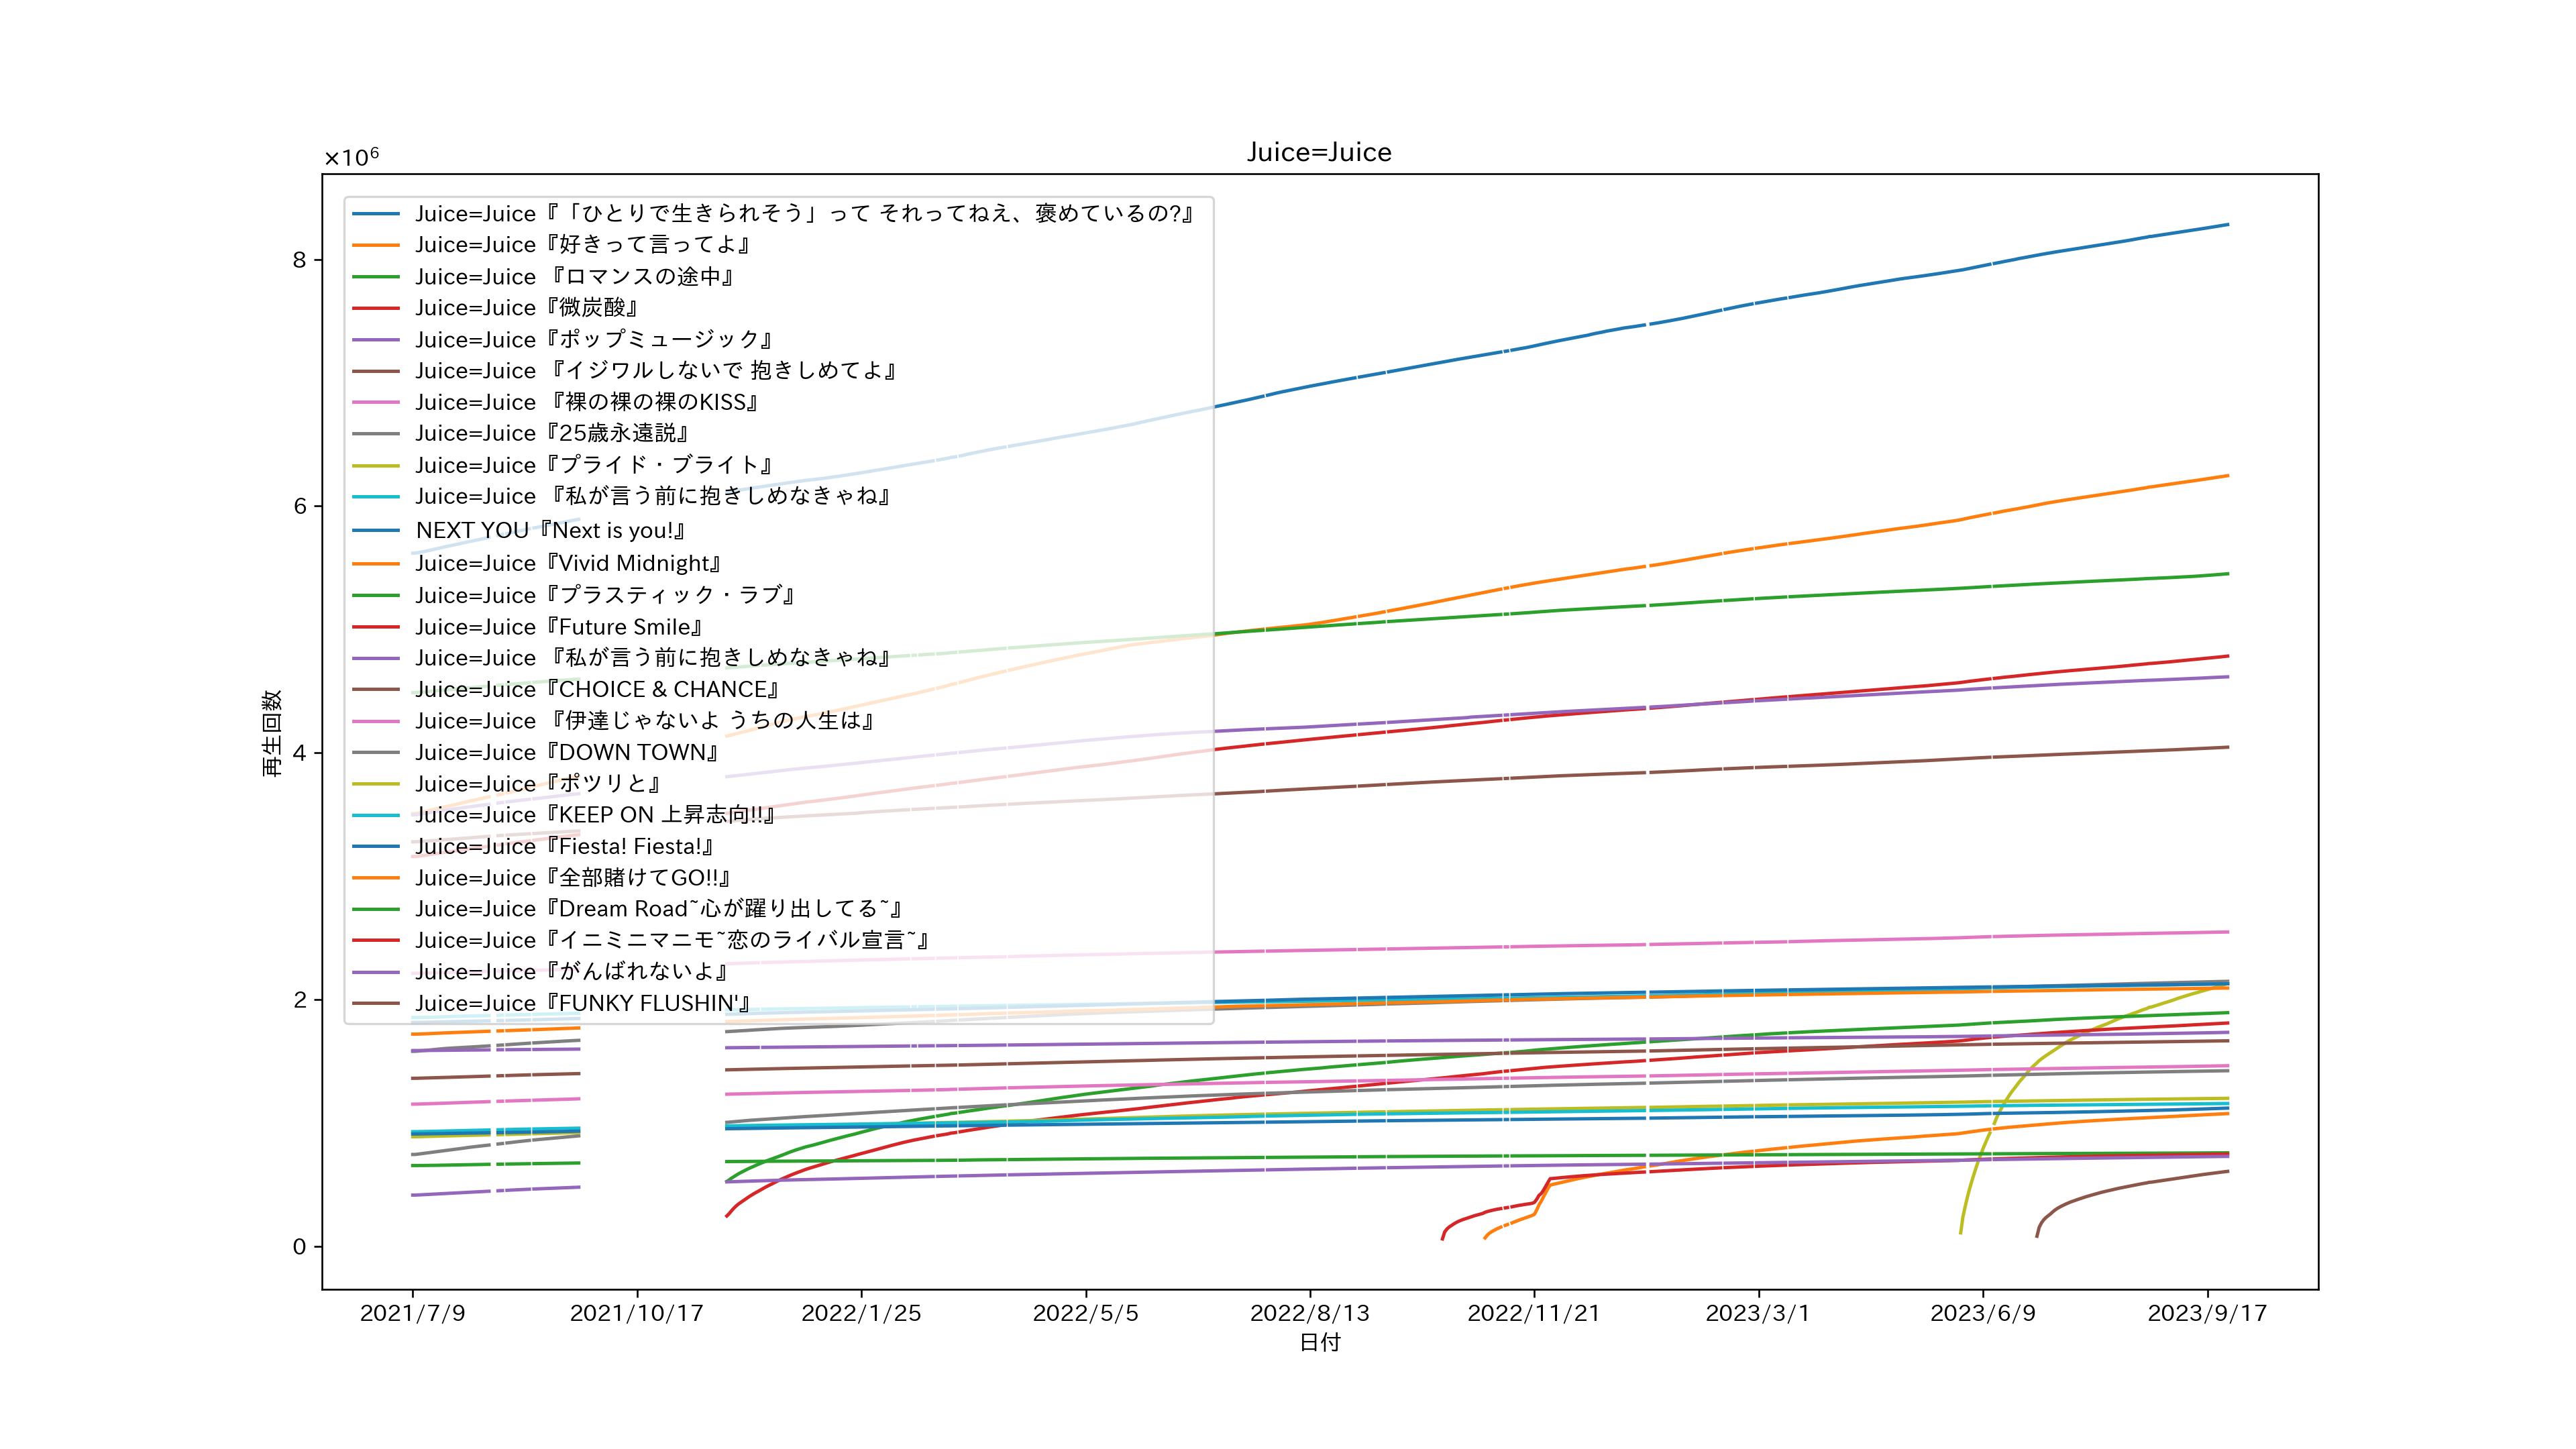 Juice=Juice
×10⁶
Juice=Juice『「ひとりで生きられそう」って それってねえ、褒めているの?』
Juice=Juice『好きって言ってよ』
Juice=Juice 『ロマンスの途中』
Juice=Juice『微炭酸』
Juice=Juice『ポップミュージック』
Juice=Juice 『イジワルしないで 抱きしめてよ』
Juice=Juice 『裸の裸の裸のKISS』
Juice=Juice『25歳永遠説』
Juice=Juice『プライド・ブライト』
Juice=Juice 『私が言う前に抱きしめなきゃね』
NEXT YOU『Next is you!』
Juice=Juice『Vivid Midnight』
Juice=Juice『プラスティック・ラブ』
Juice=Juice『Future Smile』
Juice=Juice 『私が言う前に抱きしめなきゃね』
Juice=Juice『CHOICE & CHANCE』
Juice=Juice 『伊達じゃないよ うちの人生は』
Juice=Juice『DOWN TOWN』
Juice=Juice『ポツリと』
Juice=Juice『KEEP ON 上昇志向!!』
Juice=Juice『Fiesta! Fiesta!』
Juice=Juice『全部賭けてGO!!』
Juice=Juice『Dream Road~心が躍り出してる~』
Juice=Juice『イニミニマニモ~恋のライバル宣言~』
Juice=Juice『がんばれないよ』
Juice=Juice『FUNKY FLUSHIN'』
8
6
4
2
0
再生回数
2021/7/9
2021/10/17
2022/1/25
2022/5/5
2022/8/13
2022/11/21
2023/3/1
2023/6/9
2023/9/17
日付